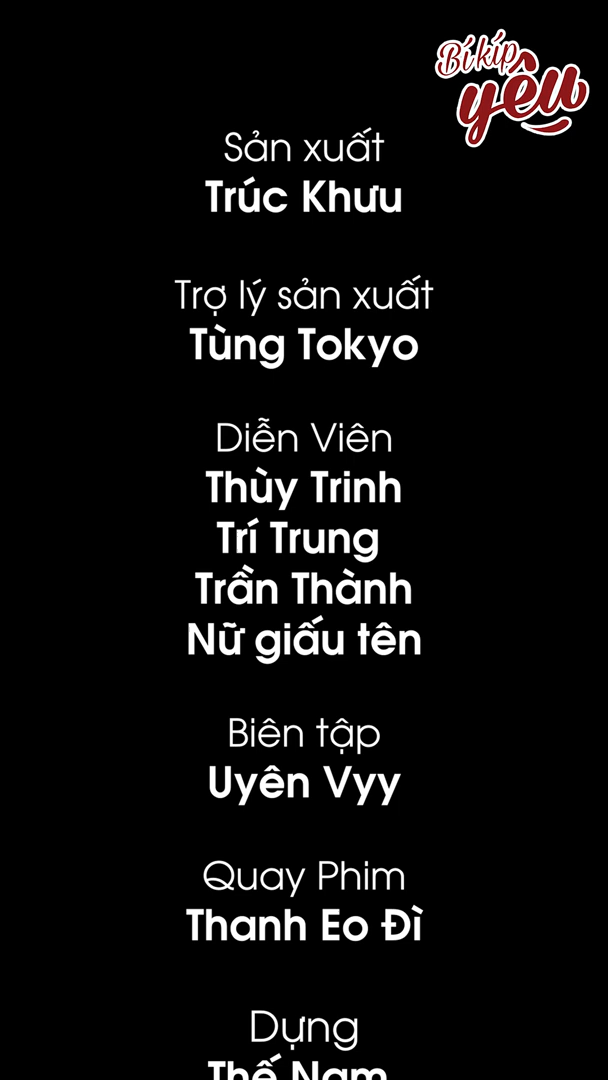 Bí kíp
yêu
Sản xuất
Trúc Khưu
Trợ lý sản xuất
Tùng Tokyo
Diễn Viên
Thùy Trinh
Trí Trung
Trần Thành
Nữ giấu tên
Biên tập
Uyên Vyy
Quay Phim
Thanh Eo Đì
Dựng
Thế Nam